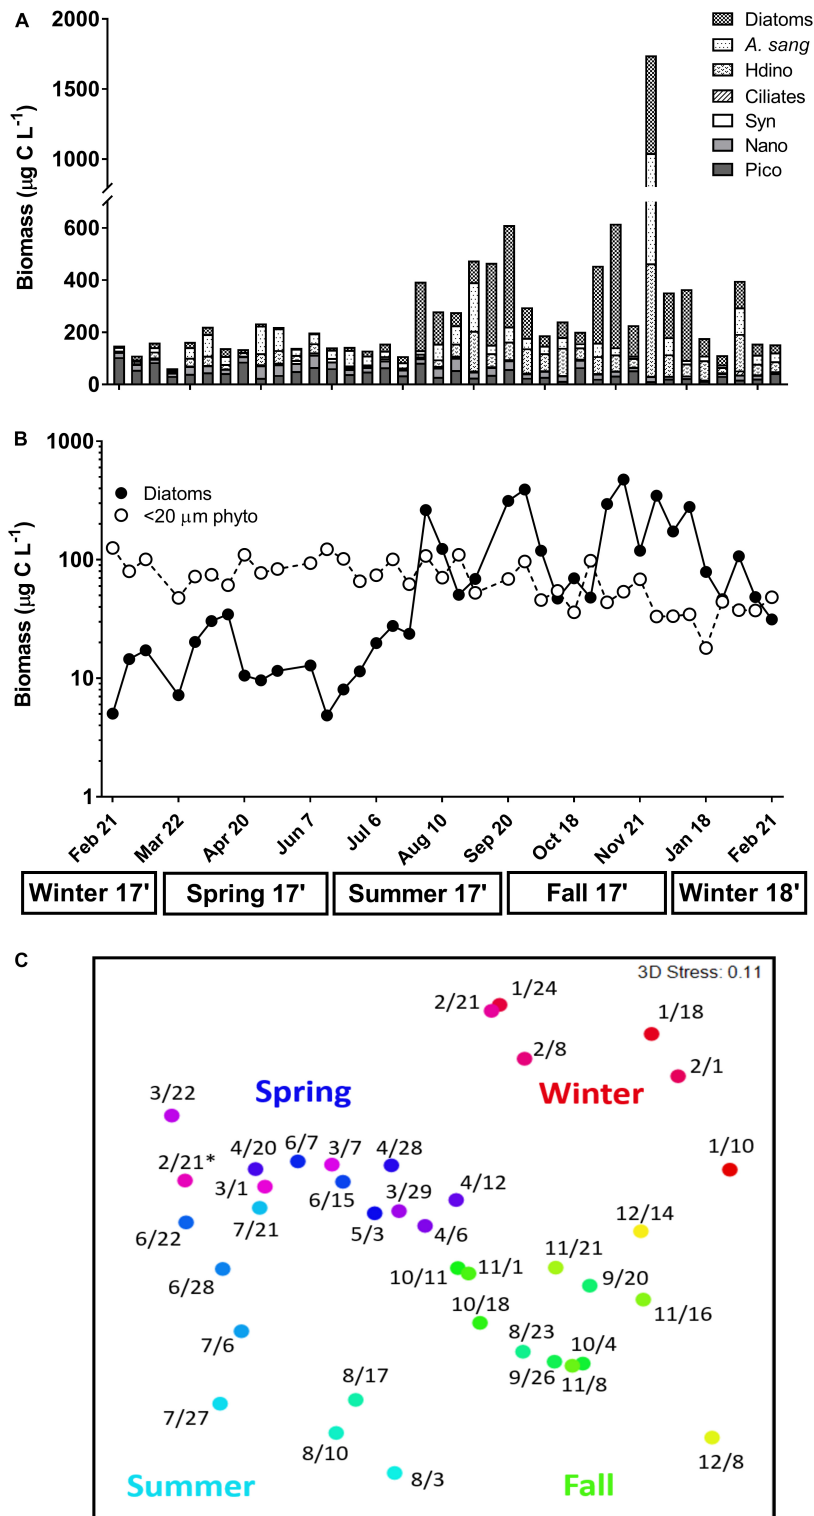 A
2000
1500
1000
600
400
200
0
Biomass (µg C L-1)
Diatoms
A. sang
Hdino
Ciliates
Syn
Nano
Pico
B
1000
100
10
1
Biomass (µg C L-1)
Diatoms
<20 µm phyto
Feb 21
Mar 22
Apr 20
Jun 7
Jul 6
Aug 10
Sep 20
Oct 18
Nov 21
Jan 18
Feb 21
Winter 17'
Spring 17'
Summer 17'
Fall 17'
Winter 18'
C
3D Stress: 0.11
2/21
1/24
1/18
2/8
2/1
Spring
Winter
3/22
1/10
2/21*
4/20
6/7
3/7
4/28
3/1
6/15
3/29
4/12
7/21
5/3
4/6
12/14
6/22
11/21
6/28
10/11
11/1
9/20
11/16
10/18
7/6
8/23
10/4
9/26
11/8
8/17
7/27
8/10
12/8
8/3
Summer
Fall